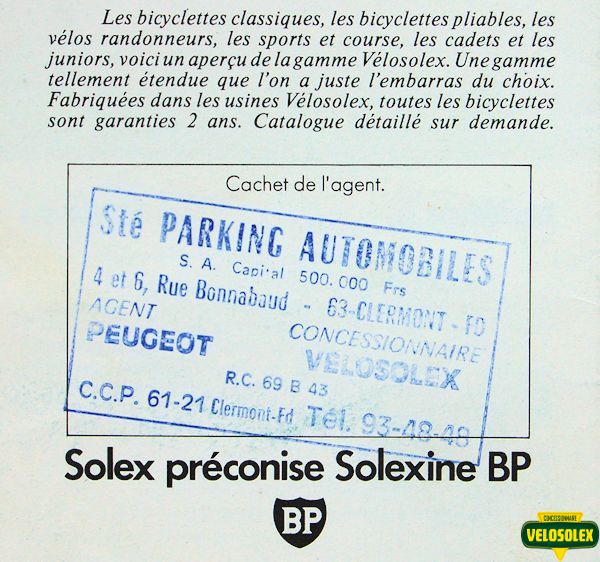 Les bicyclettes classiques, les bicyclettes pliables, les
vélos randonneurs, les sports et course, les cadets et les
juniors, voici un aperçu de la gamme Vélosolex. Une gamme
tellement étendue que l'on a juste l'embarras du choix.
Fabriquées dans les usines Vélosolex, toutes les bicyclettes
sont garanties 2 ans. Catalogue détaillé sur demande.
Cachet de l'agent.
Sté PARKING AUTOMOBILES
S. A. Capital 500.000 Frs
4 et 6, Rue Bonnabaud - 63-CLERMONT-FD
AGENT CONCESSIONNAIRE
PEUGEOT VÉLOSOLEX
R.C. 69 B 43
C.C.P. 61-21 Clermont-Fd Tél. 93-48-48
Solex préconise Solexine BP
BP
CONCESSIONNAIRE
VELOSOLEX